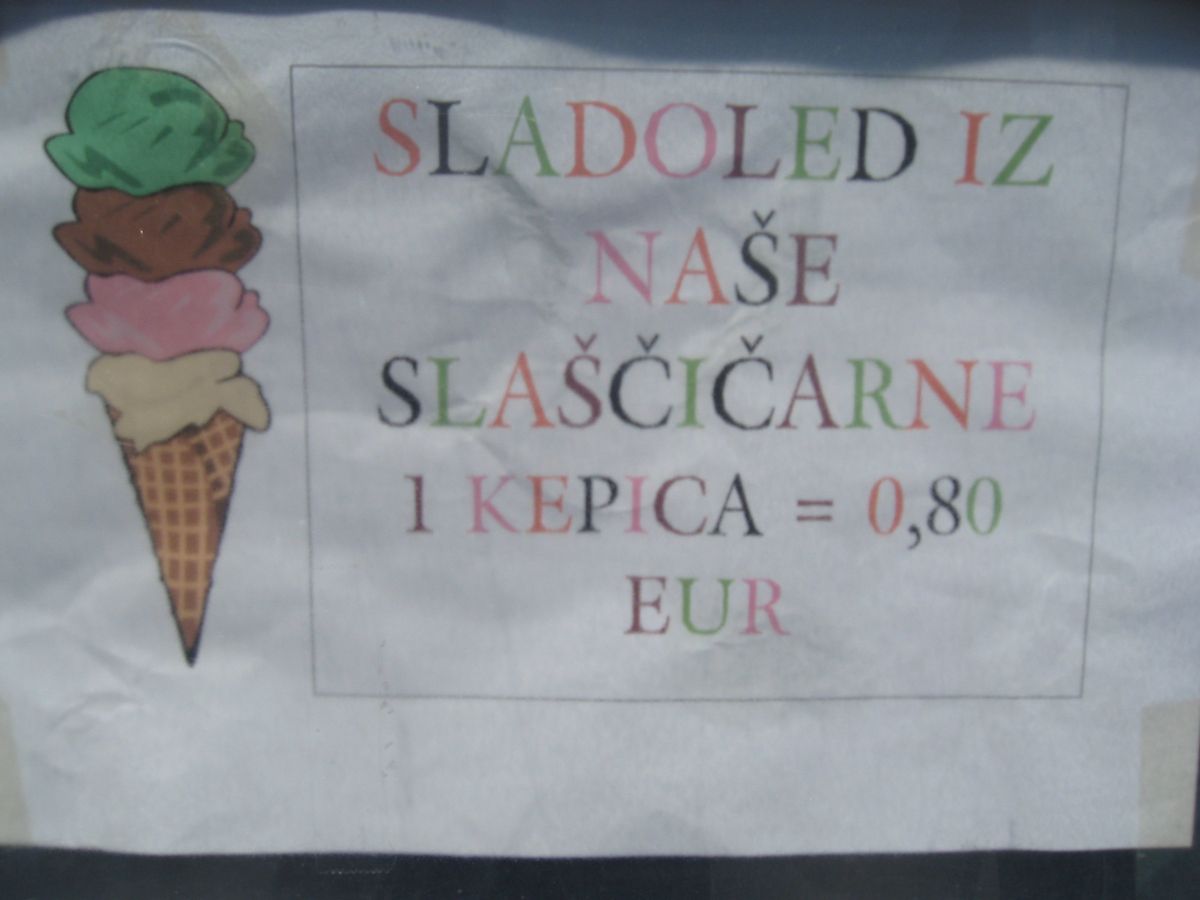 SLADOLED IZ
NAŠE
SLAŠČIČARNE
1 KEPICA = 0,80
EUR